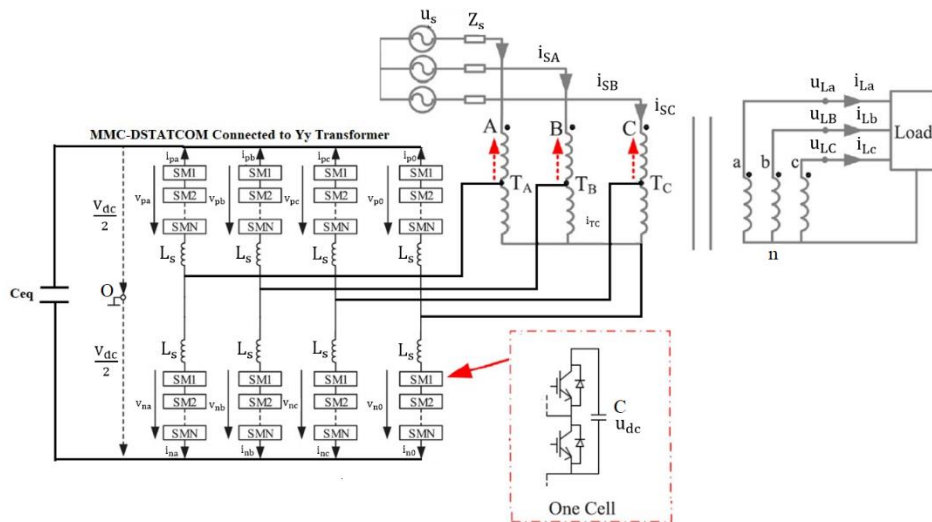 u_s Z_s
i_SA
i_SB
i_SC
MMC-DSTATCOM Connected to Yy Transformer
A B C
T_A T_B T_C
i_TC
u_La i_La
u_LB i_Lb
u_LC i_Lc
Load
a b c
n
i_pa i_pb i_pc i_p0
SM1 SM1 SM1 SM1
V_dc/2 v_pa SM2 v_pb SM2 v_pc SM2 v_p0 SM2
SMN SMN SMN SMN
L_s L_s L_s L_s
Ceq O
L_s L_s L_s L_s
V_dc/2
SM1 SM1 SM1 SM1
v_na SM2 v_nb SM2 v_nc SM2 v_n0 SM2
SMN SMN SMN SMN
i_na i_nb i_nc i_n0
C
u_dc
One Cell